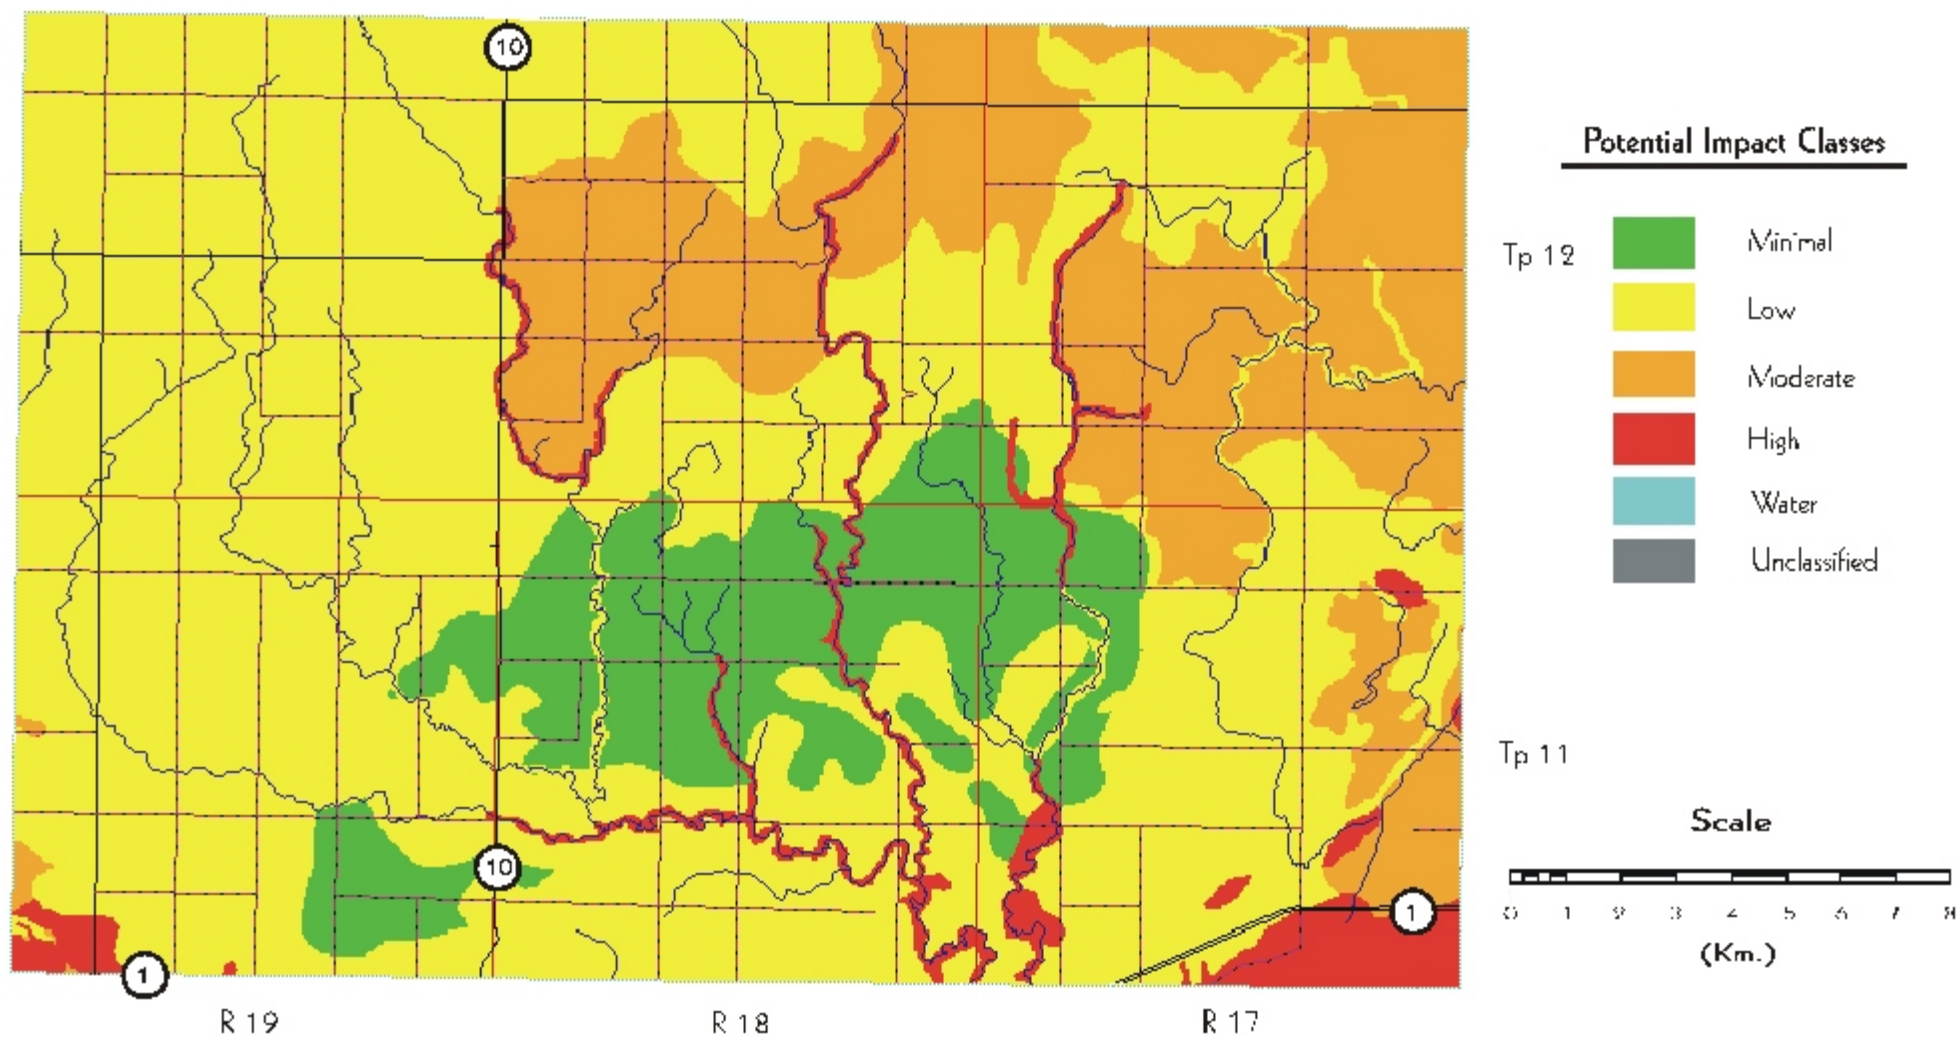 10
Potential Impact Classes
Minimal
Tp 12
Low
Moderate
High
Water
Unclassified
Tp 11
Scale
10
1
0 1 2 3 4 5 6 7 8
(Km.)
1
R 19 R 18 R 17